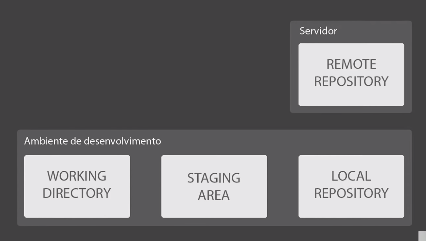 Servidor
REMOTE
REPOSITORY
Ambiente de desenvolvimento
WORKING
DIRECTORY
STAGING
AREA
LOCAL
REPOSITORY